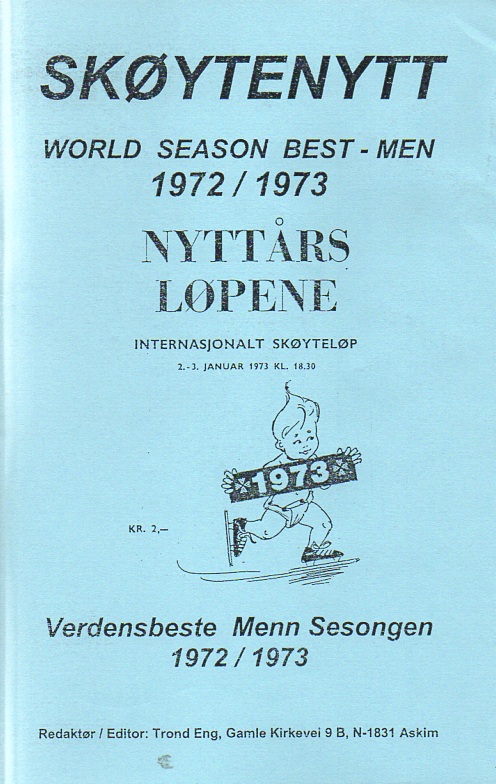 SKØYTENYTT
WORLD SEASON BEST - MEN
1972 / 1973
NYTTÅRS
LØPENE
INTERNASJONALT SKØYTELØP
2.-3. JANUAR 1973 KL. 18.30
1973
KR. 2,—
Verdensbeste Menn Sesongen
1972 / 1973
Redaktør / Editor: Trond Eng, Gamle Kirkevei 9 B, N-1831 Askim